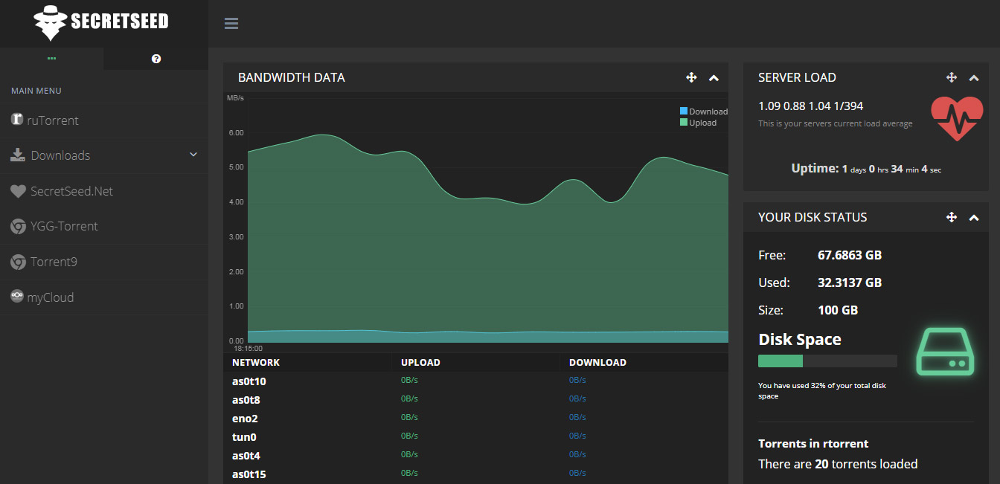 SECRETSEED
MAIN MENU
ruTorrent
Downloads
SecretSeed.Net
YGG-Torrent
Torrent9
myCloud
BANDWIDTH DATA
MB/s
Download
Upload
6.00
5.00
4.00
3.00
2.00
1.00
0.00
18:15:00
NETWORK UPLOAD DOWNLOAD
as0t10 0B/s 0B/s
as0t8 0B/s 0B/s
eno2 0B/s 0B/s
tun0 0B/s 0B/s
as0t4 0B/s 0B/s
as0t15 0B/s 0B/s
SERVER LOAD
1.09 0.88 1.04 1/394
This is your servers current load average
Uptime: 1 days 0 hrs 34 min 4 sec
YOUR DISK STATUS
Free: 67.6863 GB
Used: 32.3137 GB
Size: 100 GB
Disk Space
You have used 32% of your total disk
space
Torrents in rtorrent
There are 20 torrents loaded